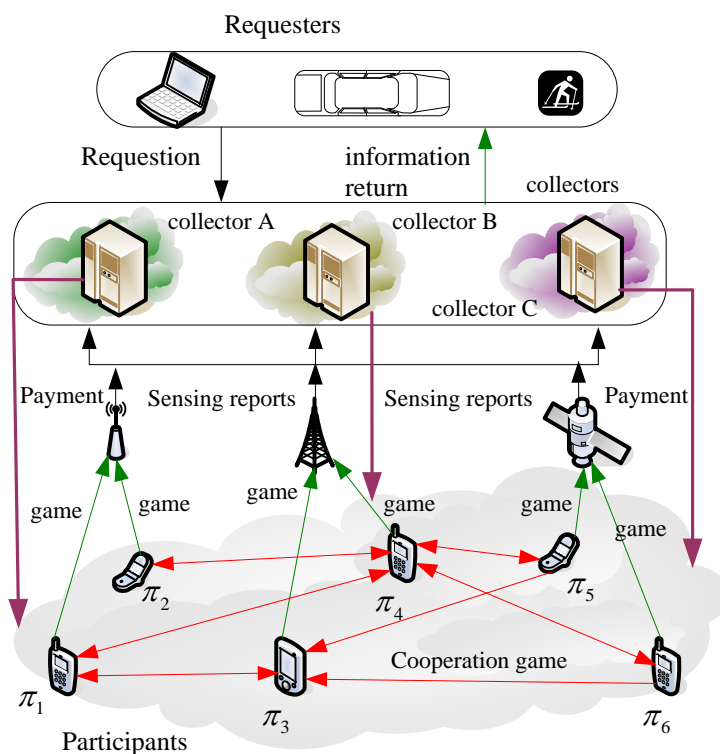 Requesters
Requestion
information
return
collectors
collector A
collector B
collector C
Payment
Sensing reports
Sensing reports
Payment
game
game
game
game
game
game
π2
π4
π5
Cooperation game
π1
π3
π6
Participants